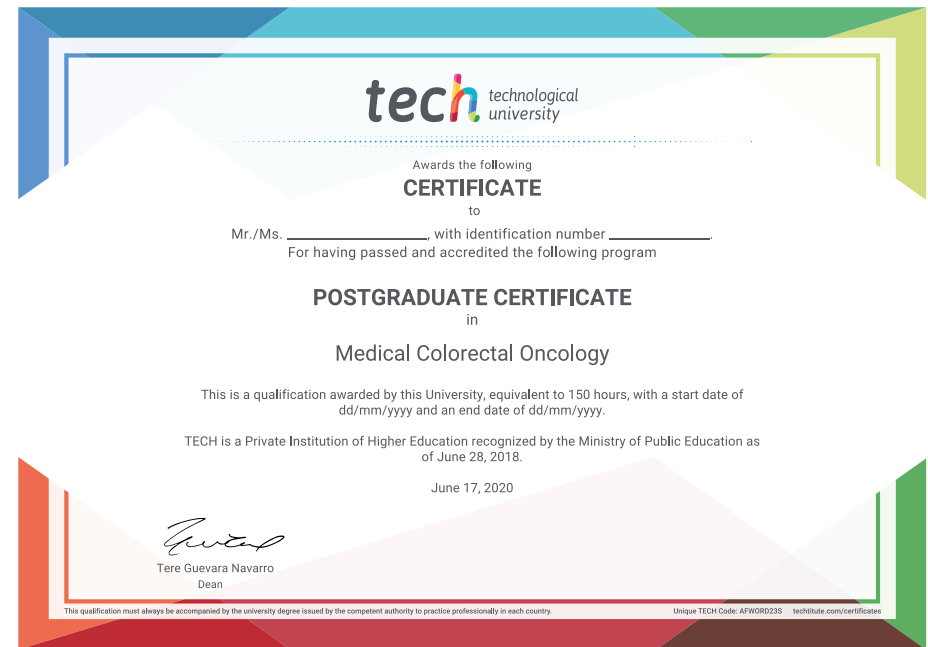 tech technological
university
Awards the following
CERTIFICATE
to
Mr./Ms. ____________________, with identification number ______________.
For having passed and accredited the following program
POSTGRADUATE CERTIFICATE
in
Medical Colorectal Oncology
This is a qualification awarded by this University, equivalent to 150 hours, with a start date of
dd/mm/yyyy and an end date of dd/mm/yyyy.
TECH is a Private Institution of Higher Education recognized by the Ministry of Public Education as
of June 28, 2018.
June 17, 2020
Tere Guevara Navarro
Dean
This qualification must always be accompanied by the university degree issued by the competent authority to practice professionally in each country. Unique TECH Code: AFWORD23S techtitute.com/certificates